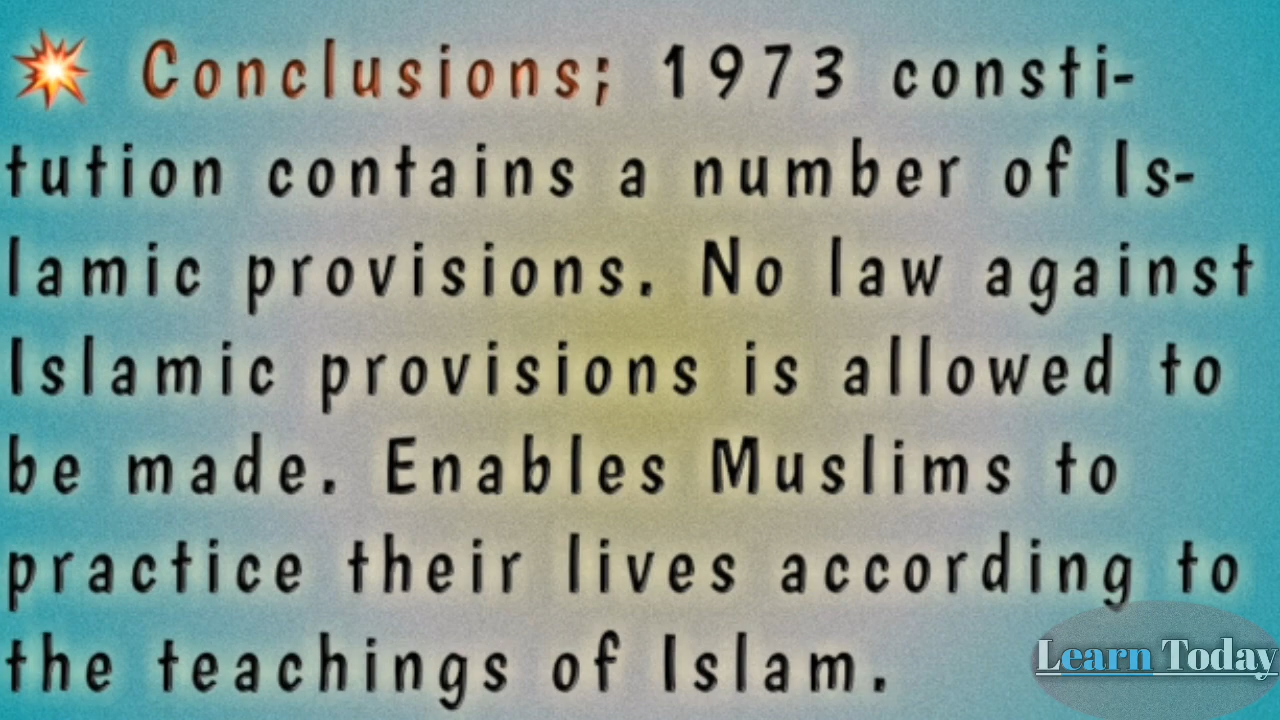 💥 Conclusions; 1973 consti-
tution contains a number of Is-
lamic provisions. No law against
Islamic provisions is allowed to
be made. Enables Muslims to
practice their lives according to
the teachings of Islam.
Learn Today